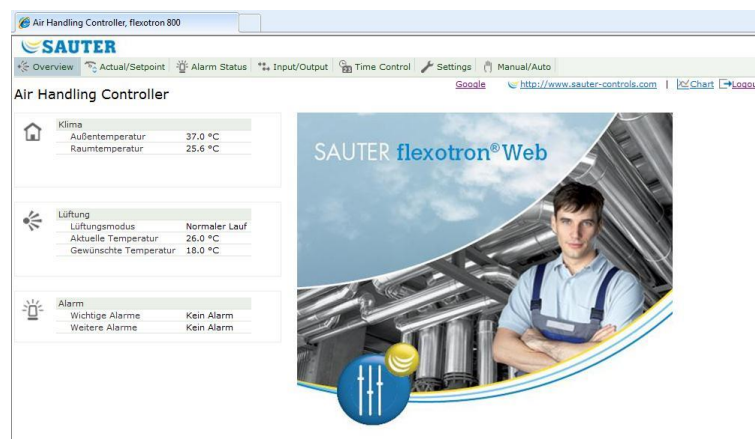 Air Handling Controller, flexotron 800
SAUTER
Overview Actual/Setpoint Alarm Status Input/Output Time Control Settings Manual/Auto
Google http://www.sauter-controls.com | Chart Logou
Air Handling Controller
Klima
Außentemperatur 37.0 °C
Raumtemperatur 25.6 °C
SAUTER flexotron® Web
Lüftung
Lüftungsmodus Normaler Lauf
Aktuelle Temperatur 26.0 °C
Gewünschte Temperatur 18.0 °C
Alarm
Wichtige Alarme Kein Alarm
Weitere Alarme Kein Alarm